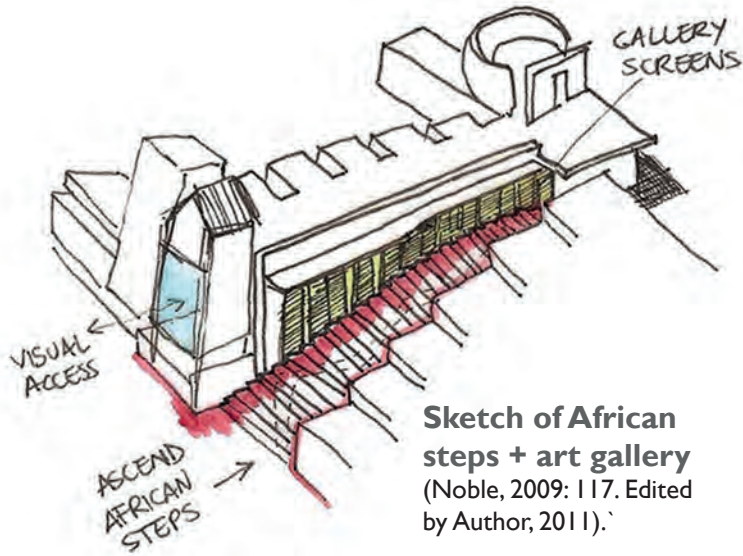 GALLERY
SCREENS
VISUAL
ACCESS
ASCEND
AFRICAN
STEPS
Sketch of African
steps + art gallery
(Noble, 2009: 117. Edited
by Author, 2011).`